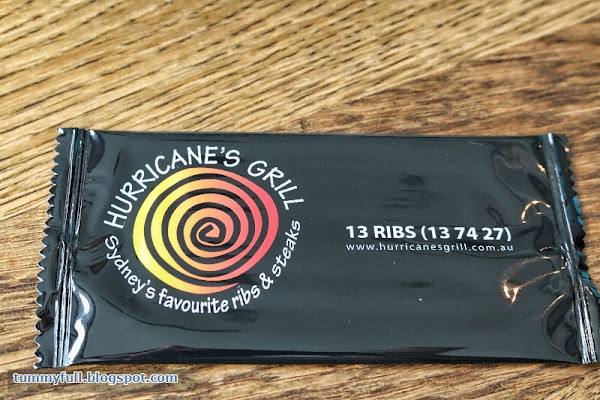 HURRICANE'S GRILL
Sydney's favourite ribs & steaks
13 RIBS (13 74 27)
www.hurricanesgrill.com.au
tummyfull.blogspot.com